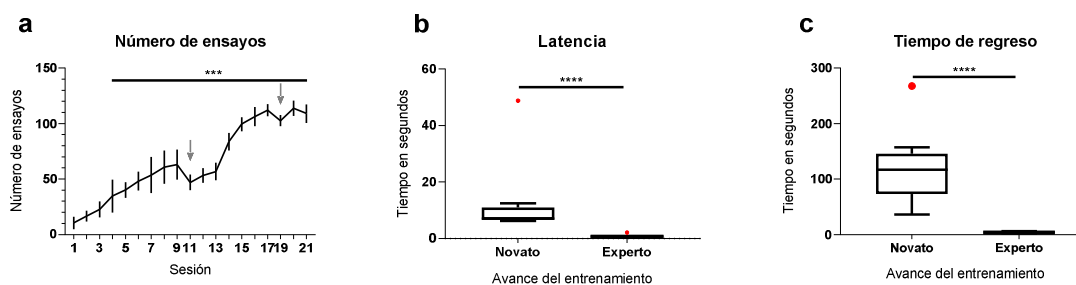 a
Número de ensayos
Número de ensayos
150
100
50
0
***
1 3 5 7 9 11 13 15 17 19 21
Sesión
b
Latencia
Tiempo en segundos
60
40
20
0
****
Novato Experto
Avance del entrenamiento
c
Tiempo de regreso
Tiempo en segundos
300
200
100
0
****
Novato Experto
Avance del entrenamiento